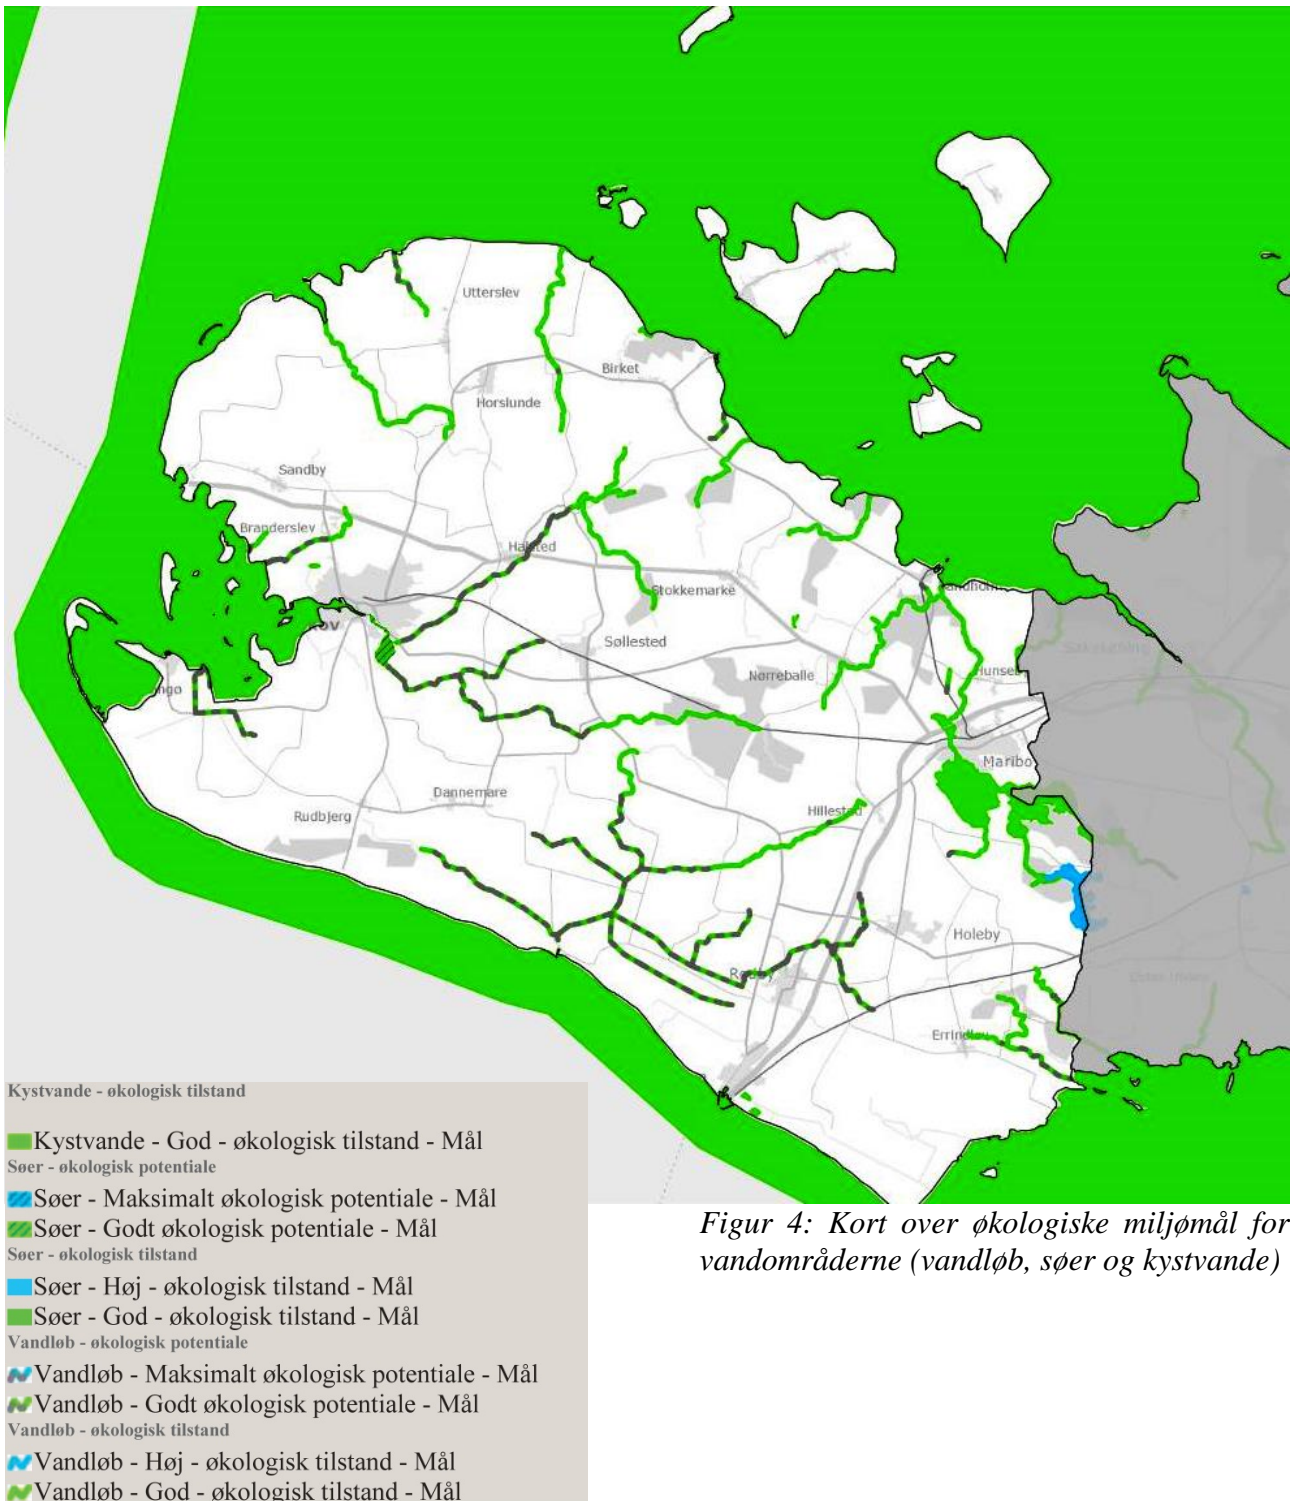 Utterslev
Birket
Horslunde
Sandby
Branderslev
Halsted
Stokkemarke
Søllested
Nørreballe
Maribo
Dannemare
Rudbjerg
Hillested
Holeby
Rødby
Errindlev
Kystvande - økologisk tilstand
Kystvande - God - økologisk tilstand - Mål
Søer - økologisk potentiale
Søer - Maksimalt økologisk potentiale - Mål
Søer - Godt økologisk potentiale - Mål
Søer - økologisk tilstand
Søer - Høj - økologisk tilstand - Mål
Søer - God - økologisk tilstand - Mål
Vandløb - økologisk potentiale
Vandløb - Maksimalt økologisk potentiale - Mål
Vandløb - Godt økologisk potentiale - Mål
Vandløb - økologisk tilstand
Vandløb - Høj - økologisk tilstand - Mål
Vandløb - God - økologisk tilstand - Mål
Figur 4: Kort over økologiske miljømål for
vandområderne (vandløb, søer og kystvande)